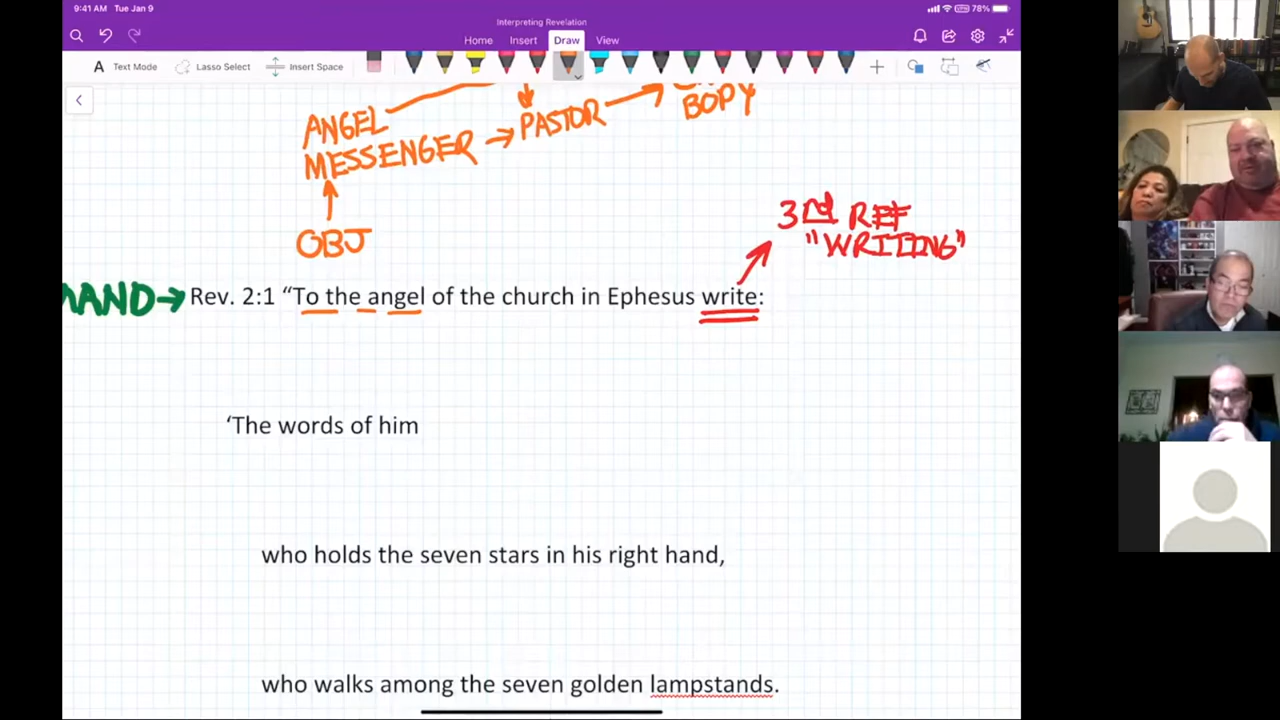 9:41 AM Tue Jan 9
78%
Interpreting Revelation
Home Insert Draw View
A Text Mode Lasso Select Insert Space
BOPY
ANGEL
MESSENGER → PASTOR
OBJ
3rd REF
"WRITING"
Rev. 2:1 “To the angel of the church in Ephesus write:
‘The words of him
who holds the seven stars in his right hand,
who walks among the seven golden lampstands.